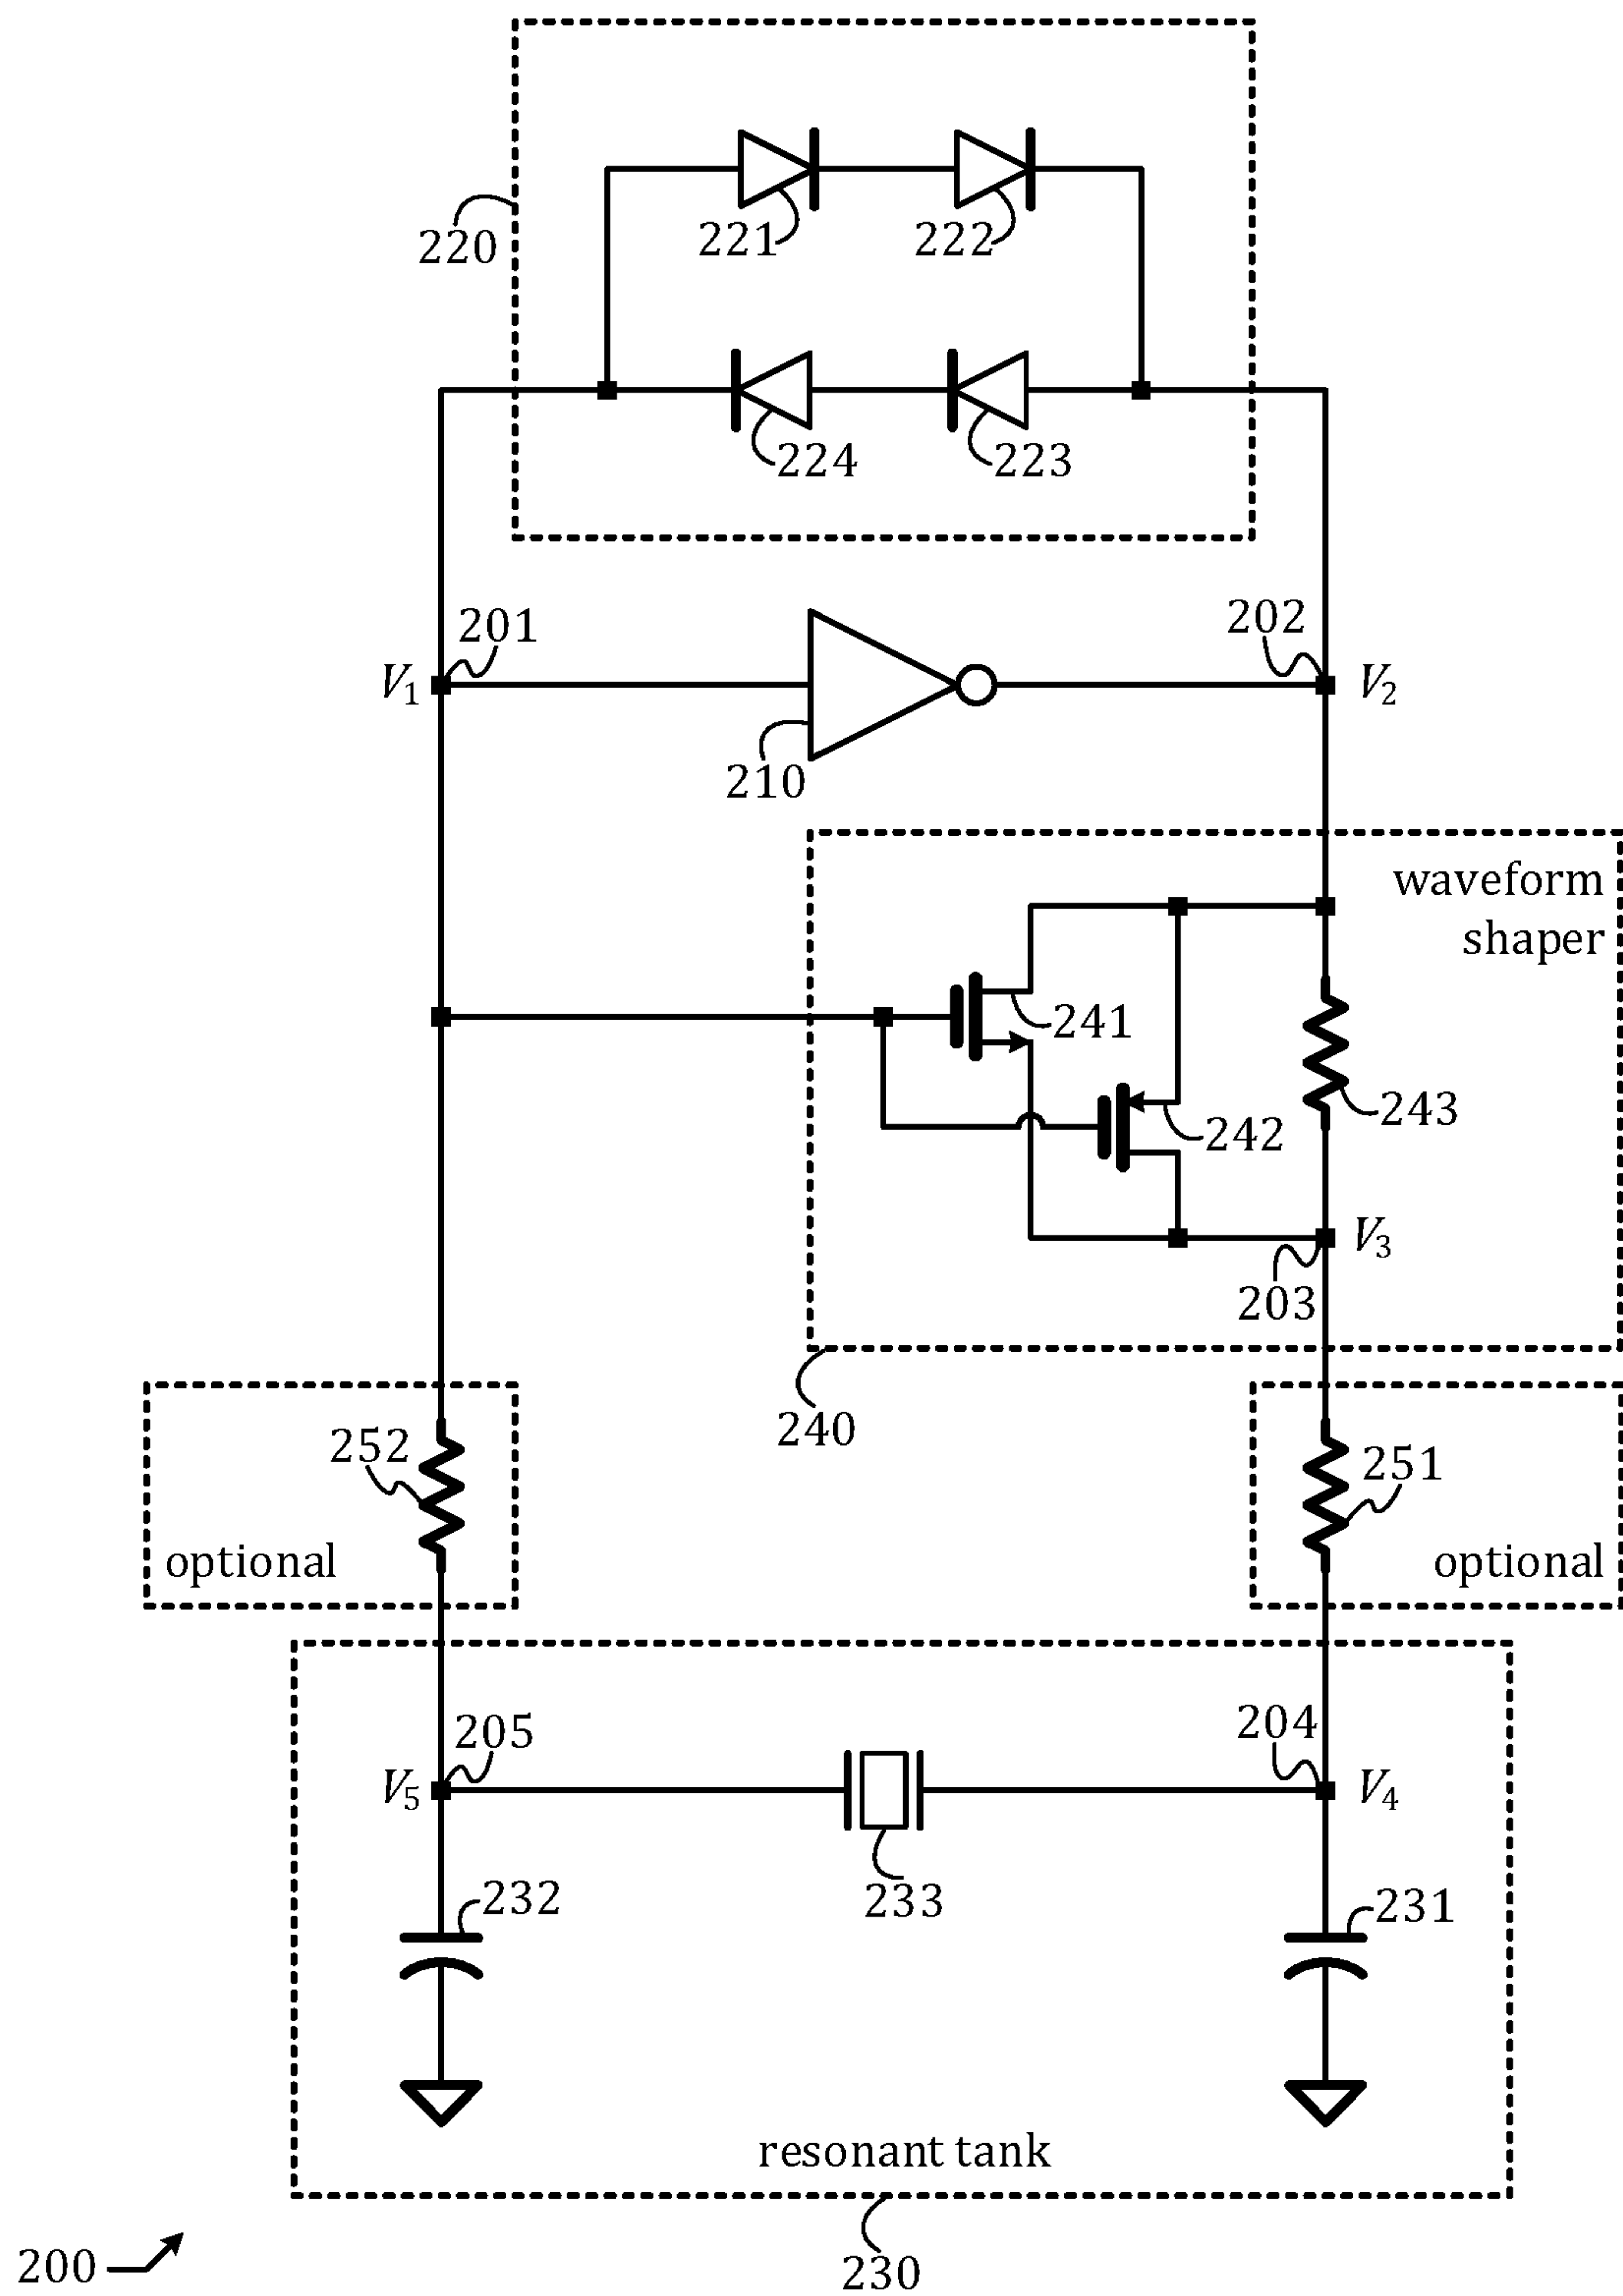 220
221
222
224
223
201
202
V1
V2
210
waveform
shaper
241
243
242
V3
203
240
252
251
optional
optional
205
204
V5
V4
232
233
231
resonant tank
200
230